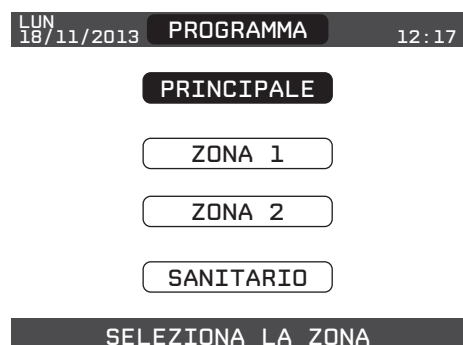 LUN
18/11/2013 PROGRAMMA 12:17
PRINCIPALE
ZONA 1
ZONA 2
SANITARIO
SELEZIONA LA ZONA